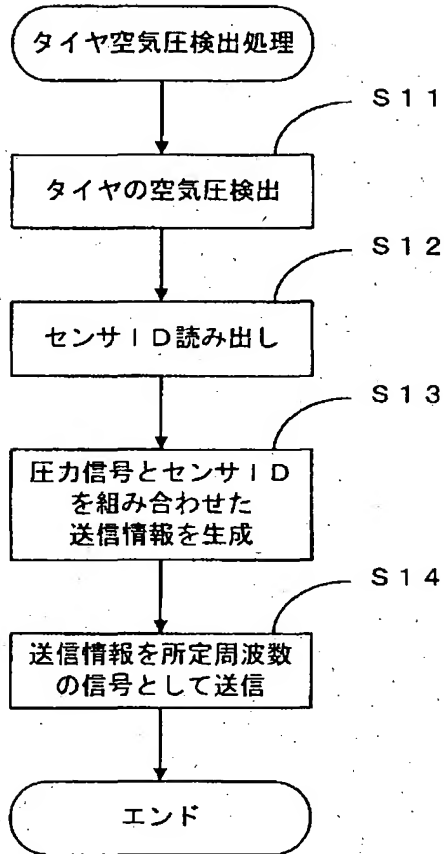 タイヤ空気圧検出処理
S11
タイヤの空気圧検出
S12
センサID読み出し
S13
圧力信号とセンサID
を組み合わせた
送信情報を生成
S14
送信情報を所定周波数
の信号として送信
エンド